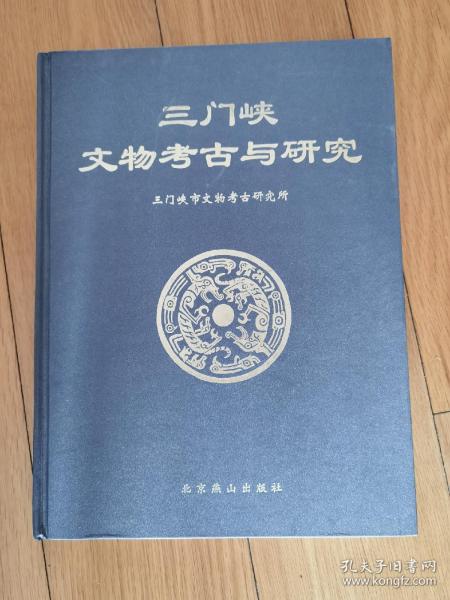 三门峡
文物考古与研究
三门峡市文物考古研究所
北京燕山出版社
孔夫子旧书网
www.kongfz.com